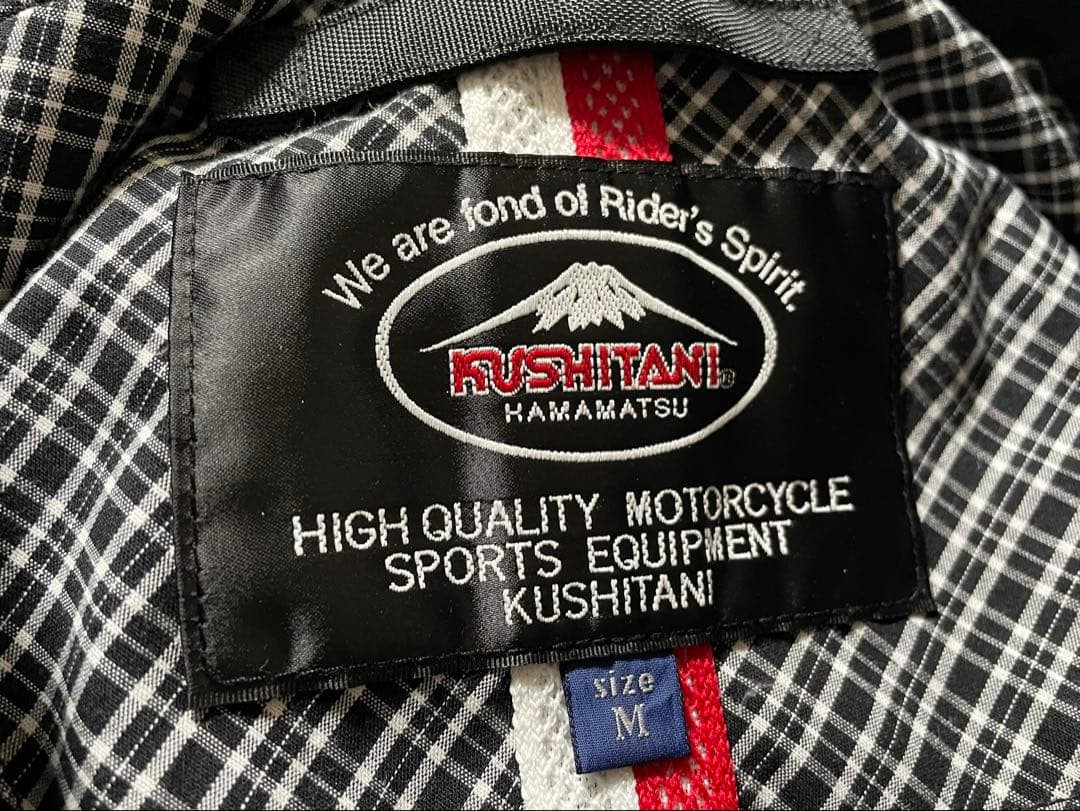 We are fond of Rider's Spirit.
KUSHITANI®
HAMAMATSU
HIGH QUALITY MOTORCYCLE
SPORTS EQUIPMENT
KUSHITANI
size
M